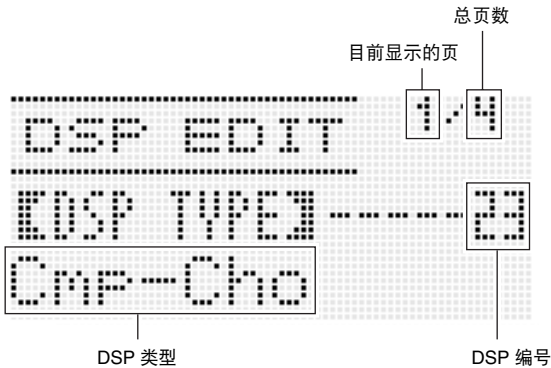 总页数
目前显示的页
DSP EDIT 1/4
【DSP TYPE】-----23
Cmp-Cho
DSP 类型
DSP 编号